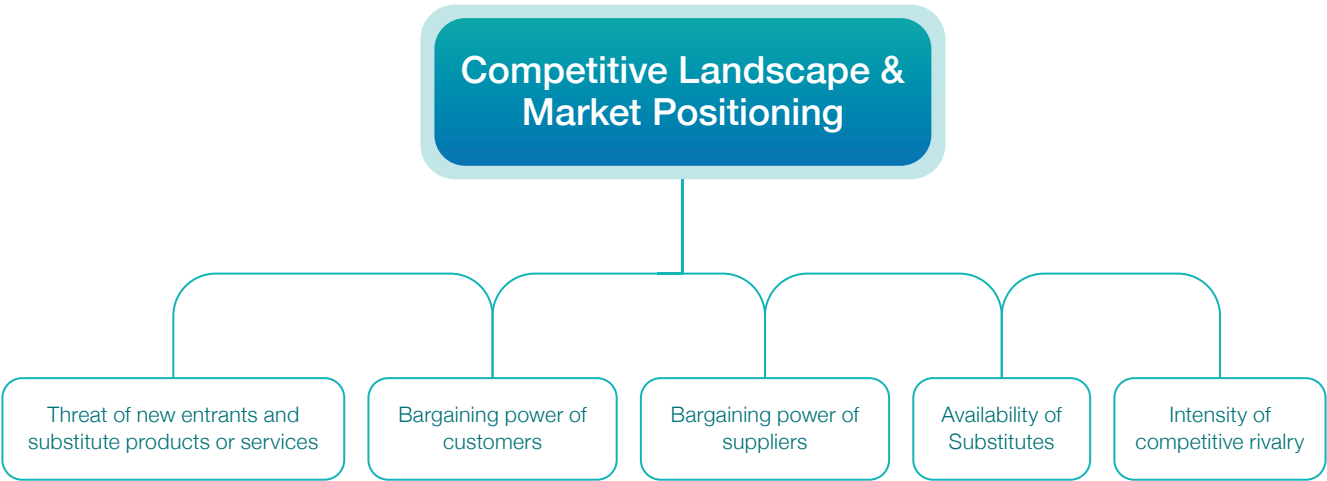 Competitive Landscape &
Market Positioning
Threat of new entrants and
substitute products or services
Bargaining power of
customers
Bargaining power of
suppliers
Availability of
Substitutes
Intensity of
competitive rivalry